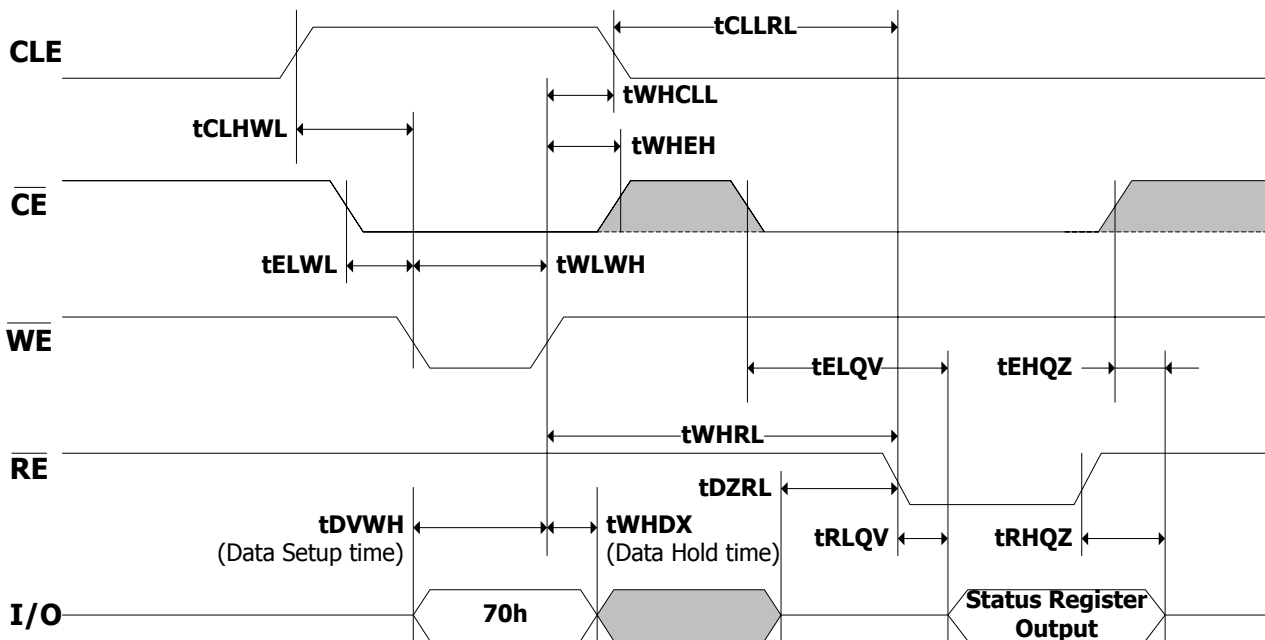 CLE
tCLLRL
tWHCLL
tCLHWL
tWHEH
CE
tELWL
tWLWH
WE
tELQV
tEHQZ
tWHRL
RE
tDZRL
tDVWH
(Data Setup time)
tWHDX
(Data Hold time)
tRLQV
tRHQZ
I/O
70h
Status Register
Output